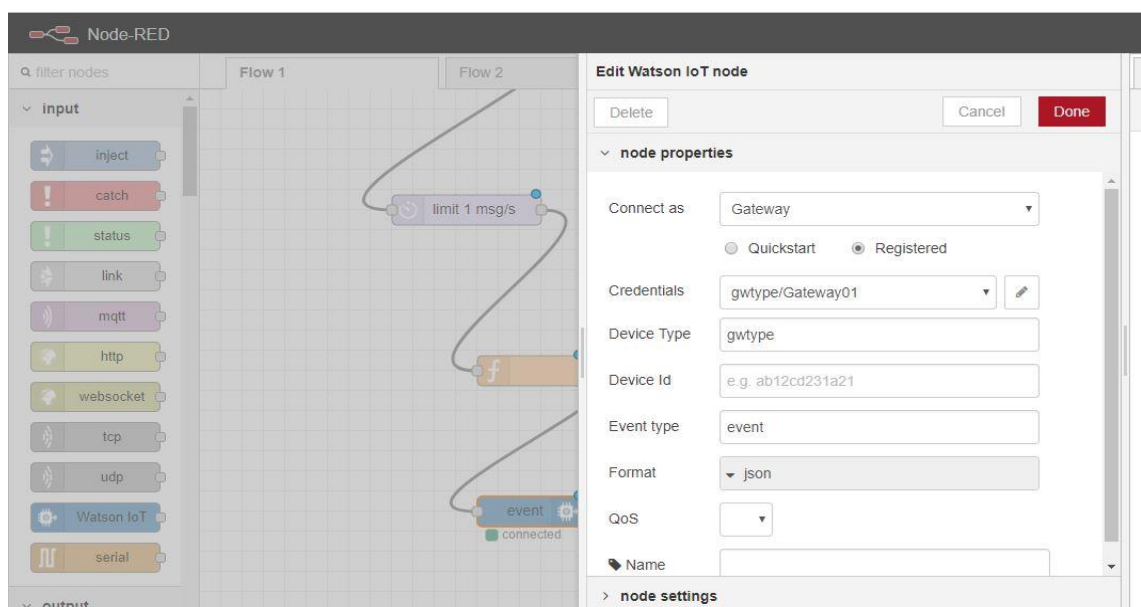 Node-RED
filter nodes
input
inject
catch
status
link
mqtt
http
websocket
tcp
udp
Watson IoT
serial
output
Flow 1
Flow 2
limit 1 msg/s
f
event
connected
Edit Watson IoT node
Delete
Cancel
Done
node properties
Connect as
Gateway
Quickstart
Registered
Credentials
gwtype/Gateway01
Device Type
gwtype
Device Id
e.g. ab12cd231a21
Event type
event
Format
json
QoS
Name
node settings